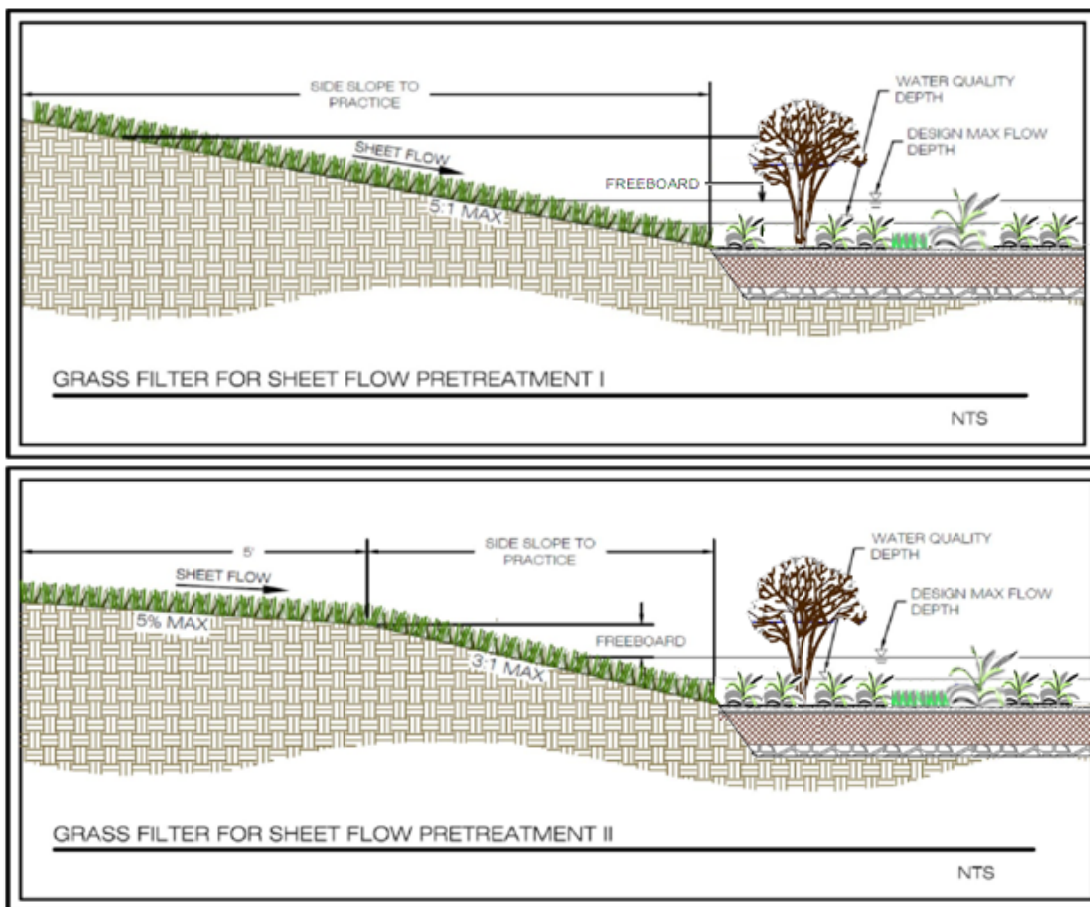 SIDE SLOPE TO
PRACTICE
WATER QUALITY
DEPTH
DESIGN MAX FLOW
DEPTH
SHEET FLOW
FREEBOARD
5:1 MAX.
GRASS FILTER FOR SHEET FLOW PRETREATMENT I
NTS
5'
SIDE SLOPE TO
PRACTICE
WATER QUALITY
DEPTH
SHEET FLOW
DESIGN MAX FLOW
DEPTH
5% MAX
FREEBOARD
3:1 MAX.
GRASS FILTER FOR SHEET FLOW PRETREATMENT II
NTS